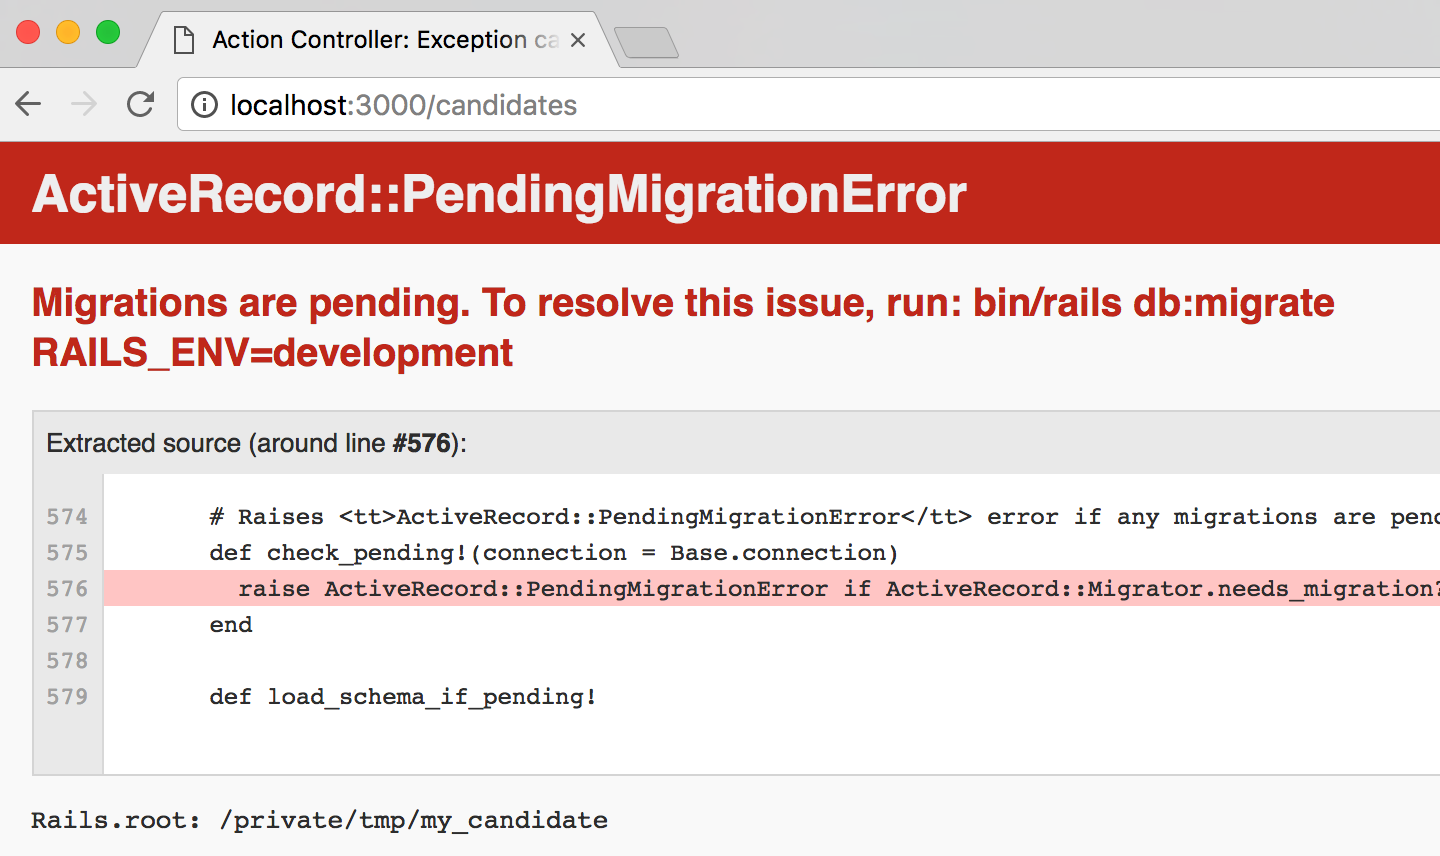 Action Controller: Exception ca
localhost:3000/candidates
ActiveRecord::PendingMigrationError
Migrations are pending. To resolve this issue, run: bin/rails db:migrate
RAILS_ENV=development
Extracted source (around line #576):
574 # Raises <tt>ActiveRecord::PendingMigrationError</tt> error if any migrations are pend
575 def check_pending!(connection = Base.connection)
576 raise ActiveRecord::PendingMigrationError if ActiveRecord::Migrator.needs_migration?
577 end
578
579 def load_schema_if_pending!
Rails.root: /private/tmp/my_candidate